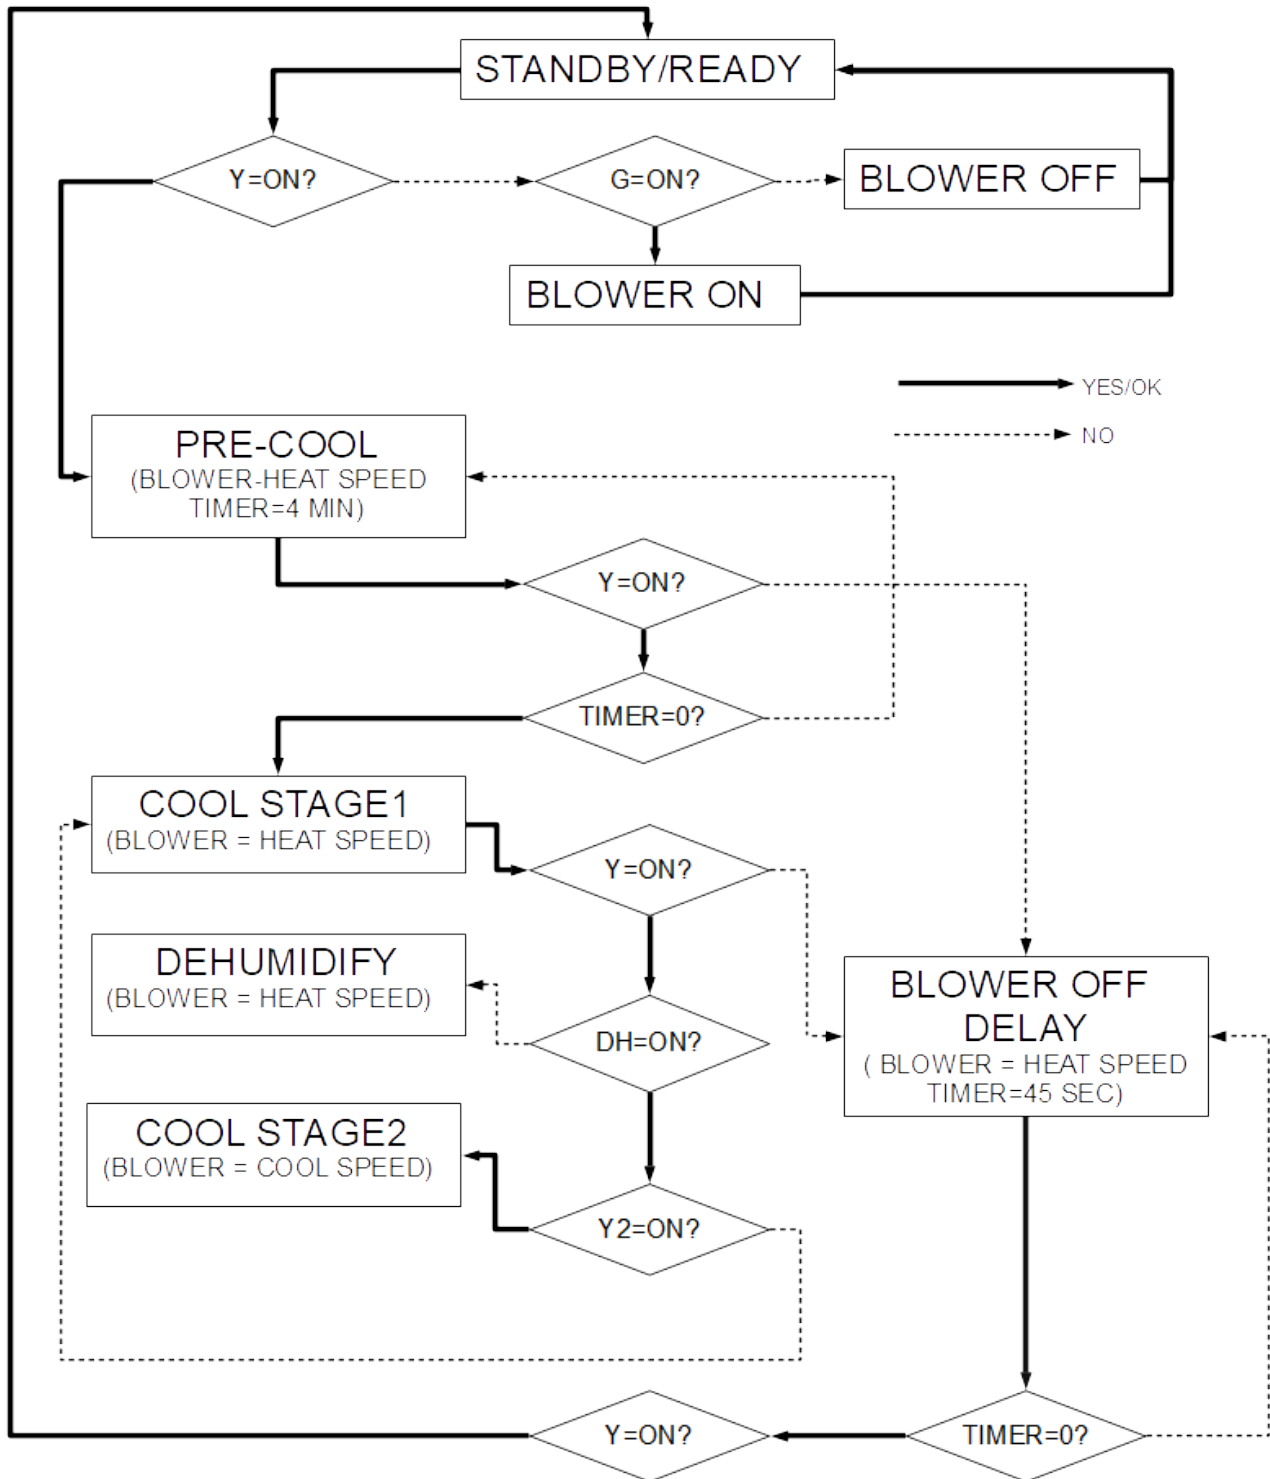 STANDBY/READY
Y=ON?
G=ON?
BLOWER OFF
BLOWER ON
YES/OK
NO
PRE-COOL
(BLOWER-HEAT SPEED
TIMER=4 MIN)
Y=ON?
TIMER=0?
COOL STAGE1
(BLOWER = HEAT SPEED)
Y=ON?
DEHUMIDIFY
(BLOWER = HEAT SPEED)
DH=ON?
BLOWER OFF
DELAY
( BLOWER = HEAT SPEED
TIMER=45 SEC)
COOL STAGE2
(BLOWER = COOL SPEED)
Y2=ON?
Y=ON?
TIMER=0?